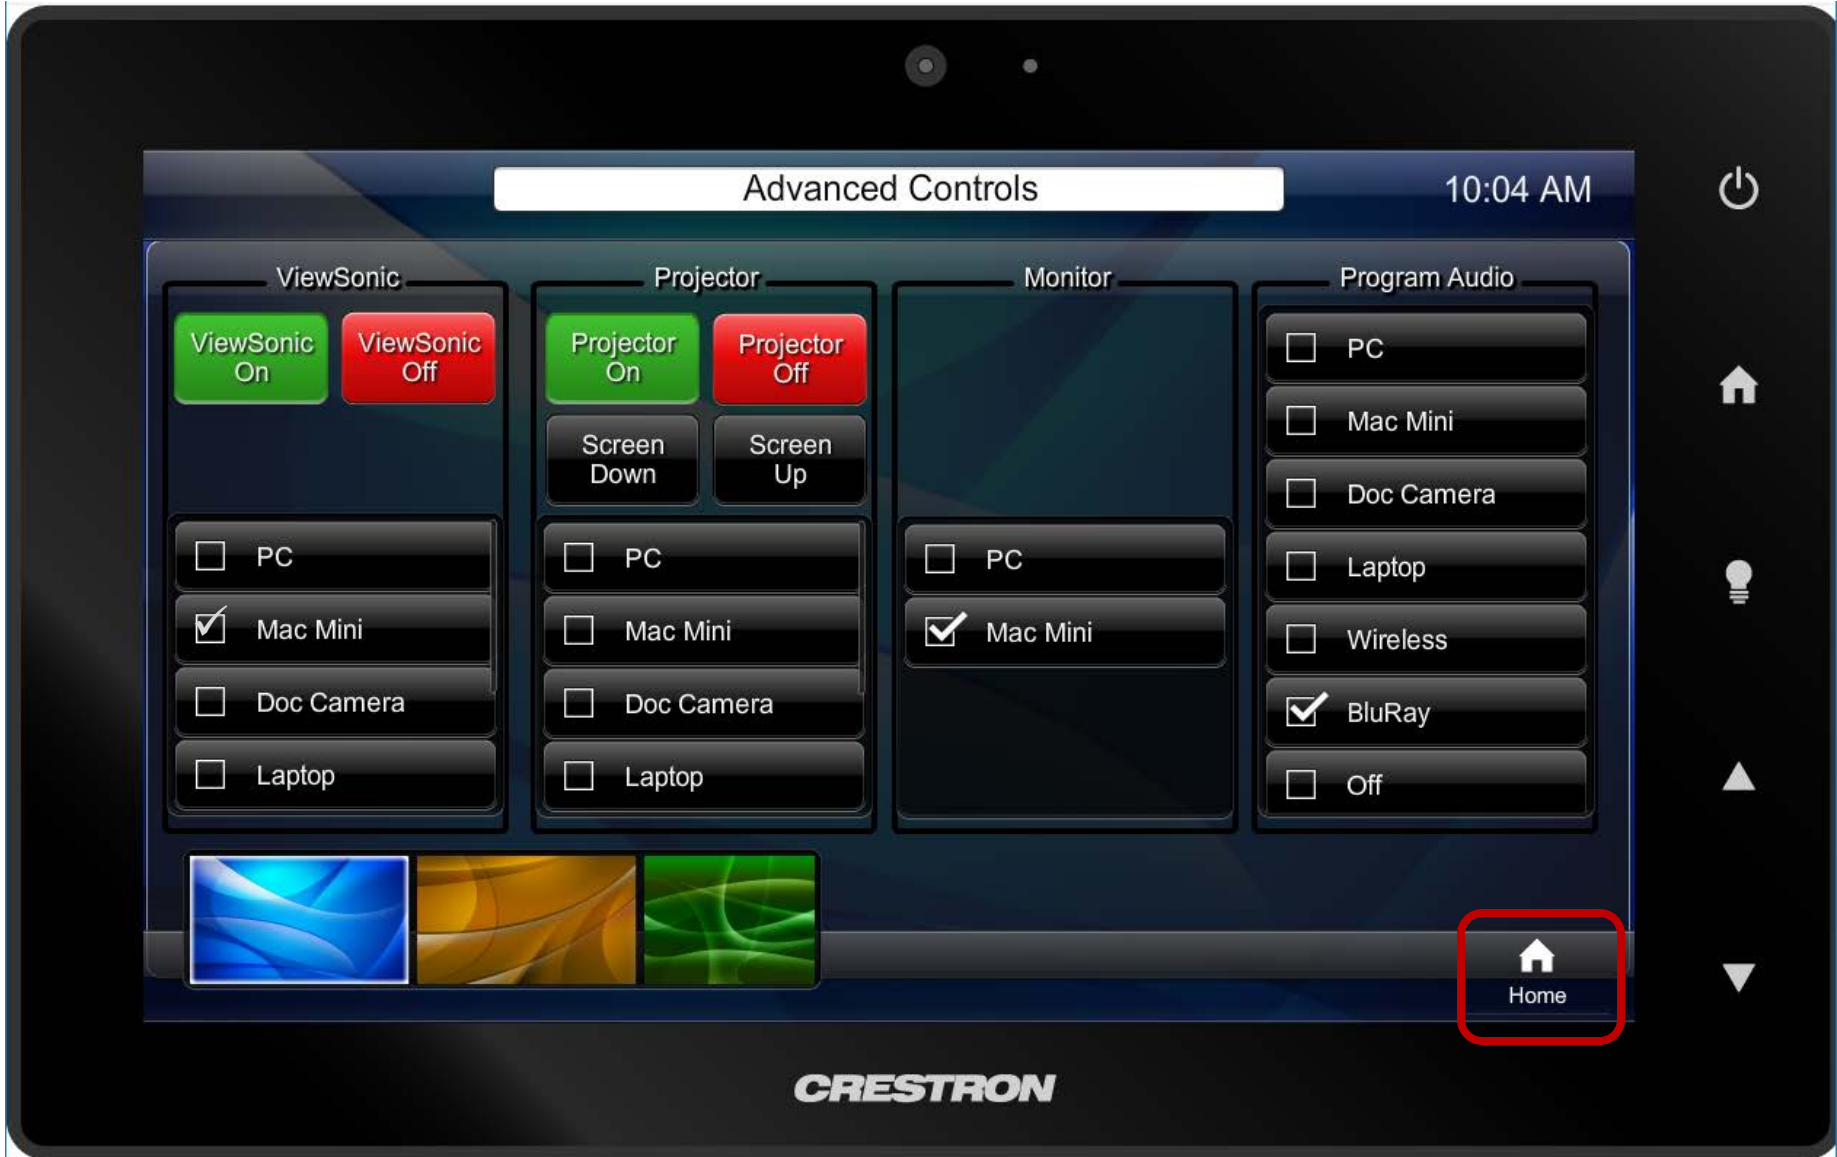 Advanced Controls
10:04 AM
ViewSonic
ViewSonic
On
ViewSonic
Off
PC
Mac Mini
Doc Camera
Laptop
Projector
Projector
On
Projector
Off
Screen
Down
Screen
Up
PC
Mac Mini
Doc Camera
Laptop
Monitor
PC
Mac Mini
Program Audio
PC
Mac Mini
Doc Camera
Laptop
Wireless
BluRay
Off
Home
CRESTRON